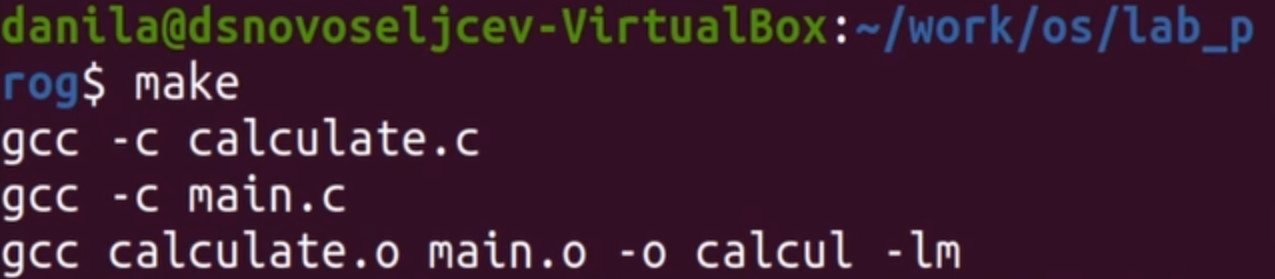 danila@dsnovoseljcev-VirtualBox:~/work/os/lab_p
rog$ make
gcc -c calculate.c
gcc -c main.c
gcc calculate.o main.o -o calcul -lm